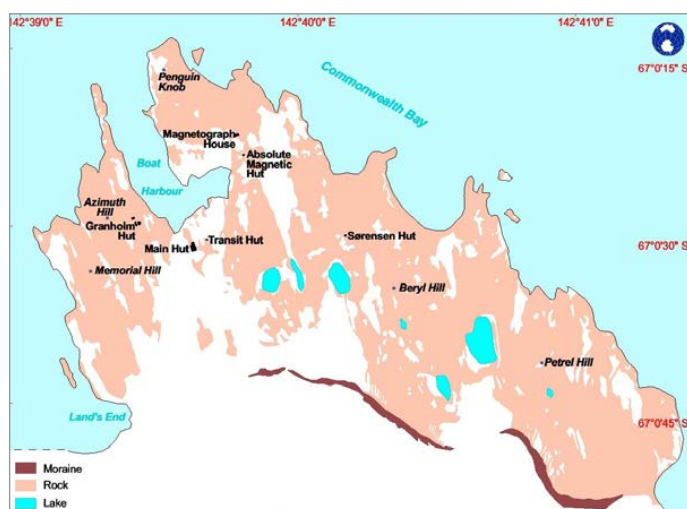 142°39'0" E
142°40'0" E
142°41'0" E
67°0'15" S
Commonwealth Bay
Penguin
Knob
Magnetograph
House
Absolute
Magnetic
Hut
Boat
Harbour
Azimuth
Hill
Granholm
Hut
Main Hut
Transit Hut
Sørensen Hut
67°0'30" S
Memorial Hill
Beryl Hill
Petrel Hill
Land's End
67°0'45" S
Moraine
Rock
Lake